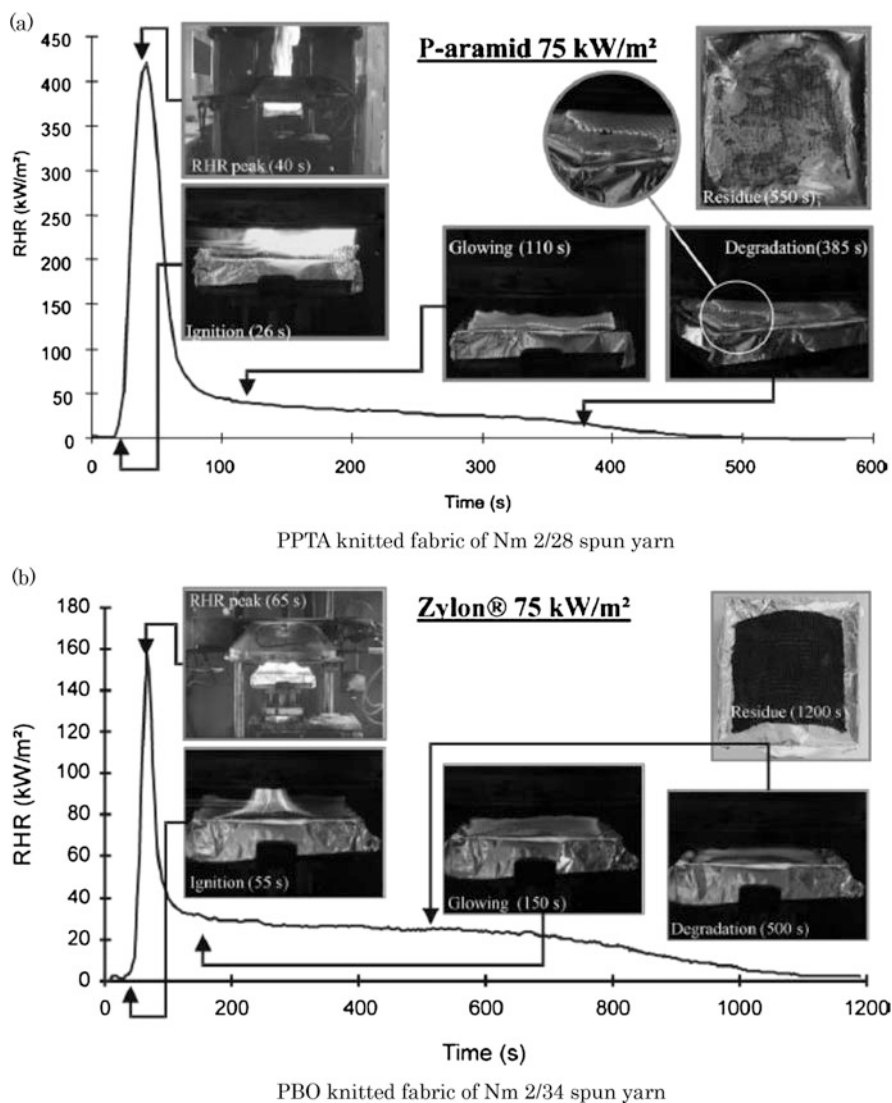 (a)
P-aramid 75 kW/m²
RHR (kW/m²)
450
400
350
300
250
200
150
100
50
0
RHR peak (40 s)
Ignition (26 s)
Glowing (110 s)
Degradation(385 s)
Residue (550 s)
0 100 200 300 400 500 600
Time (s)
PPTA knitted fabric of Nm 2/28 spun yarn
(b)
Zylon® 75 kW/m²
RHR (kW/m²)
180
160
140
120
100
80
60
40
20
0
RHR peak (65 s)
Ignition (55 s)
Glowing (150 s)
Residue (1200 s)
Degradation (500 s)
200 400 600 800 1000 1200
Time (s)
PBO knitted fabric of Nm 2/34 spun yarn